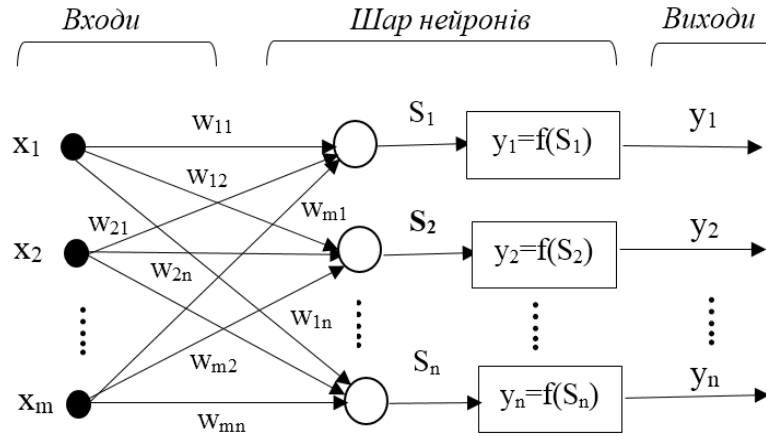 Входи Шар нейронів Виходи
x₁ w₁₁ S₁ y₁=f(S₁) y₁
w₁₂
w₂₁ wₘ₁
x₂ S₂ y₂=f(S₂) y₂
w₂ₙ
w₁ₙ
wₘ₂
xₘ Sₙ yₙ=f(Sₙ) yₙ
wₘₙ